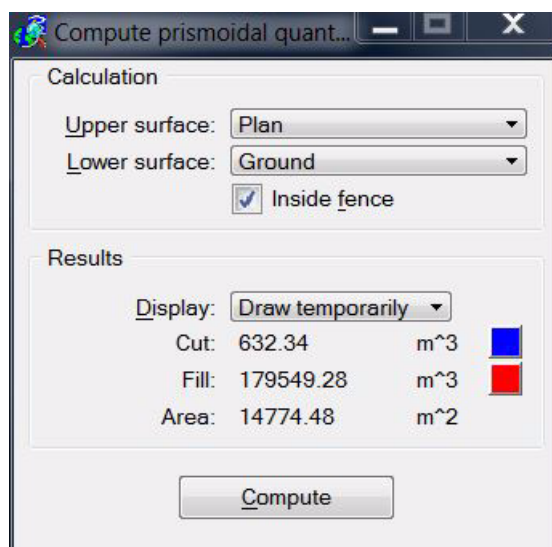 Compute prismoidal quant...
Calculation
Upper surface: Plan
Lower surface: Ground
Inside fence
Results
Display: Draw temporarily
Cut: 632.34 m^3
Fill: 179549.28 m^3
Area: 14774.48 m^2
Compute